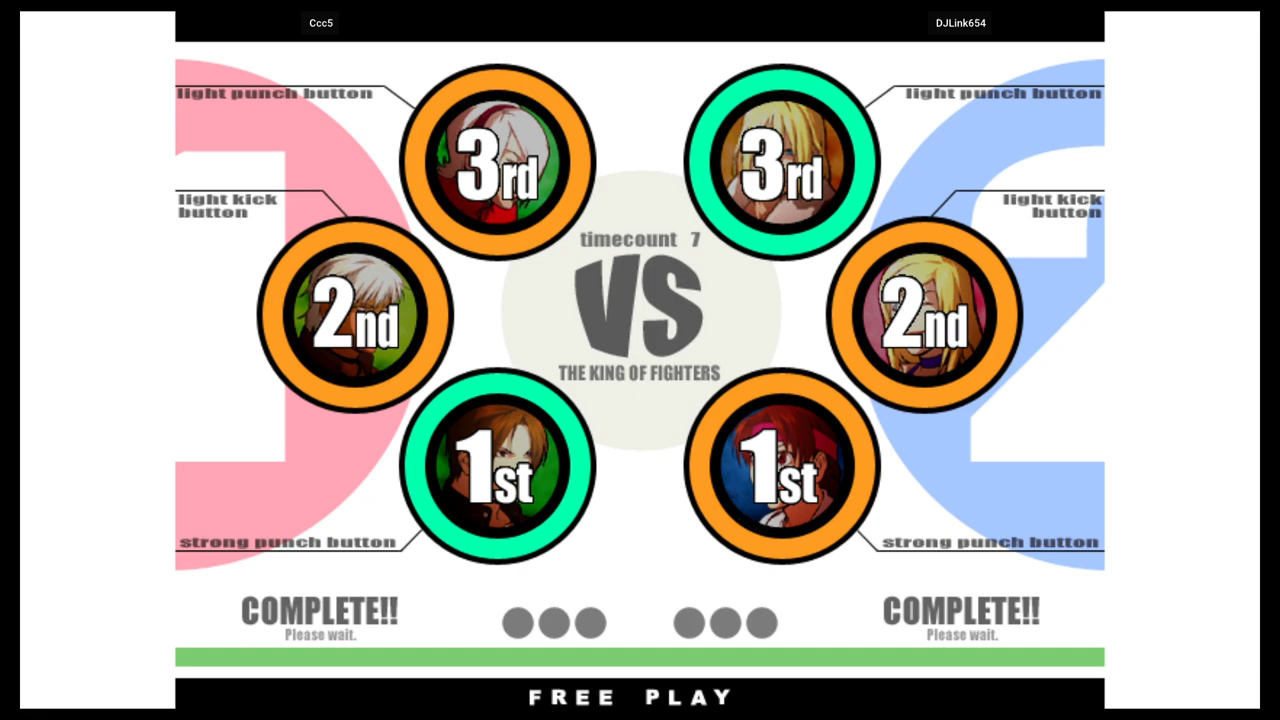 Ccc5
DJLink654
light punch button
light punch button
3rd
3rd
light kick
button
light kick
button
timecount 7
VS
THE KING OF FIGHTERS
2nd
2nd
1st
1st
strong punch button
strong punch button
COMPLETE!!
Please wait.
COMPLETE!!
Please wait.
FREE PLAY